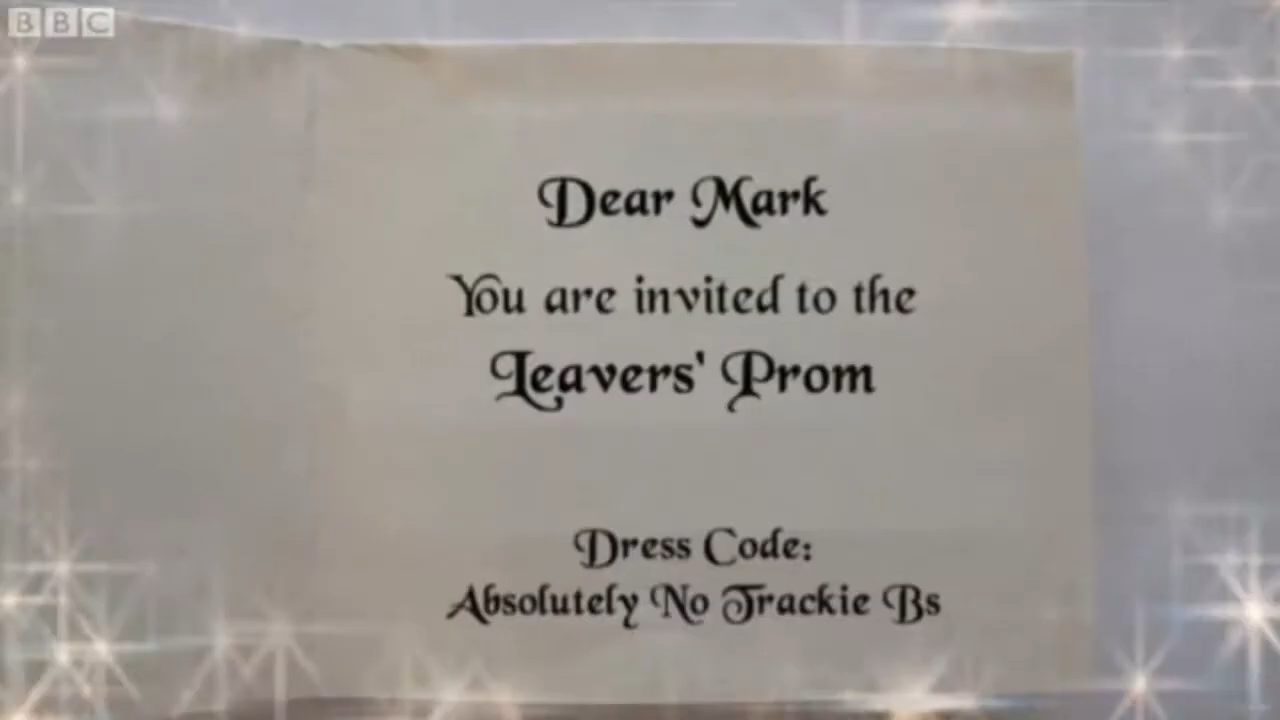 BBC
Dear Mark
You are invited to the
Leavers' Prom
Dress Code:
Absolutely No Trackie Bs